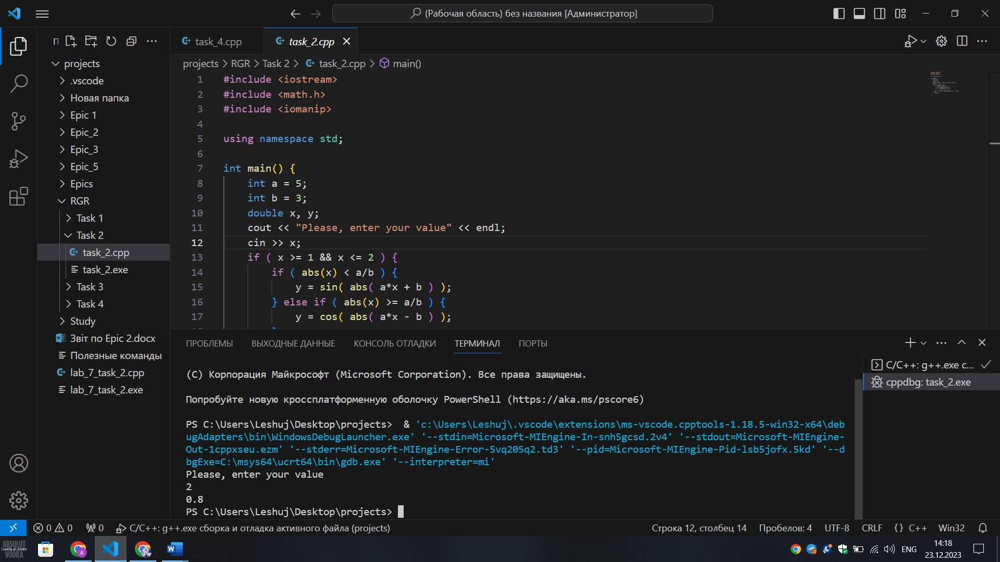 (Рабочая область) без названия [Администратор]
П
task_4.cpp
task_2.cpp
projects
.vscode
Новая папка
Epic 1
Epic_2
Epic_3
Epic_5
Epics
RGR
Task 1
Task 2
task_2.cpp
task_2.exe
Task 3
Task 4
Study
Звіт по Epic 2.docx
Полезные команды
lab_7_task_2.cpp
lab_7_task_2.exe
projects > RGR > Task 2 > task_2.cpp > main()
1 #include <iostream>
2 #include <math.h>
3 #include <iomanip>
4
5 using namespace std;
6
7 int main() {
8 int a = 5;
9 int b = 3;
10 double x, y;
11 cout << "Please, enter your value" << endl;
12 cin >> x;
13 if ( x >= 1 && x <= 2 ) {
14 if ( abs(x) < a/b ) {
15 y = sin( abs( a*x + b ) );
16 } else if ( abs(x) >= a/b ) {
17 y = cos( abs( a*x - b ) );
ПРОБЛЕМЫ ВЫХОДНЫЕ ДАННЫЕ КОНСОЛЬ ОТЛАДКИ ТЕРМИНАЛ ПОРТЫ
(C) Корпорация Майкрософт (Microsoft Corporation). Все права защищены.
Попробуйте новую кроссплатформенную оболочку PowerShell (https://aka.ms/pscore6)
PS C:\Users\Leshuj\Desktop\projects>  & 'c:\Users\Leshuj\.vscode\extensions\ms-vscode.cpptools-1.18.5-win32-x64\deb
ugAdapters\bin\WindowsDebugLauncher.exe' '--stdin=Microsoft-MIEngine-In-snh5gcsd.2v4' '--stdout=Microsoft-MIEngine-
Out-1cppxseu.ezm' '--stderr=Microsoft-MIEngine-Error-5vq205q2.td3' '--pid=Microsoft-MIEngine-Pid-lsb5jofx.5kd' '--d
bgExe=C:\msys64\ucrt64\bin\gdb.exe' '--interpreter=mi'
Please, enter your value
2
0.8
PS C:\Users\Leshuj\Desktop\projects>
C/C++: g++.exe c...
cppdbg: task_2.exe
0 0 0 C/C++: g++.exe сборка и отладка активного файла (projects)
Строка 12, столбец 14 Пробелов: 4 UTF-8 CRLF {} C++ Win32
ABSOLUT
Country of Sweden
VODKA
ENG
14:18
23.12.2023